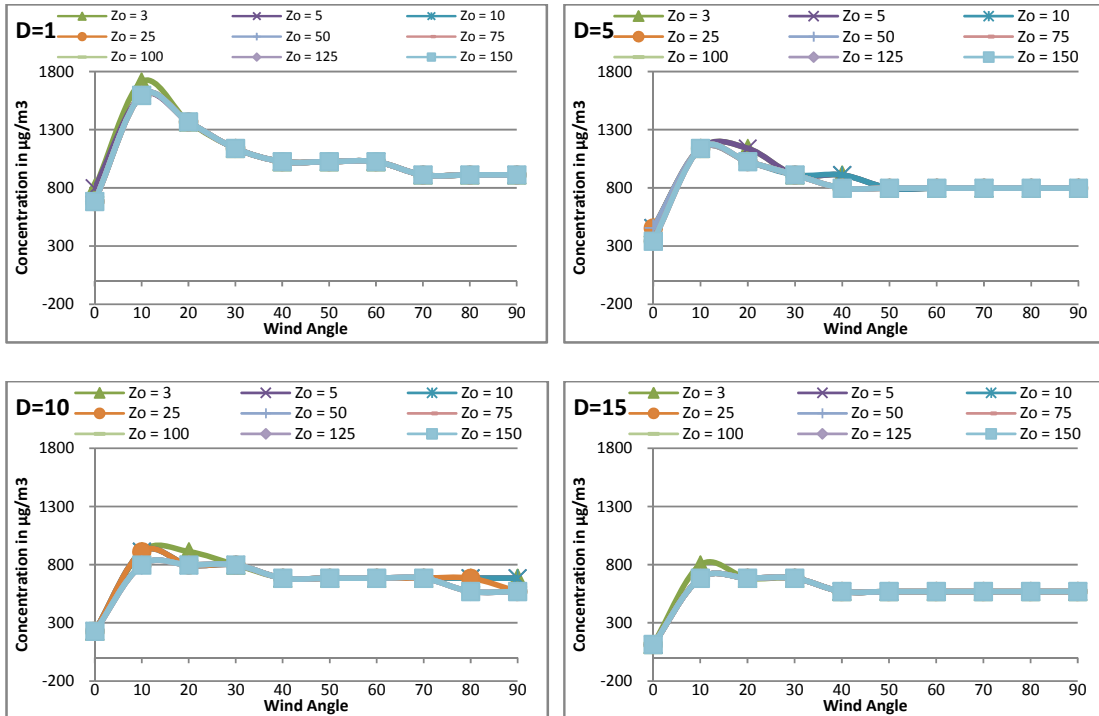 D=1
Zo = 3 Zo = 5 Zo = 10
Zo = 25 Zo = 50 Zo = 75
Zo = 100 Zo = 125 Zo = 150
Concentration in µg/m3
1800
1300
800
300
-200
0 10 20 30 40 50 60 70 80 90
Wind Angle
D=5
Zo = 3 Zo = 5 Zo = 10
Zo = 25 Zo = 50 Zo = 75
Zo = 100 Zo = 125 Zo = 150
Concentration in µg/m3
1800
1300
800
300
-200
0 10 20 30 40 50 60 70 80 90
Wind Angle
D=10
Zo = 3 Zo = 5 Zo = 10
Zo = 25 Zo = 50 Zo = 75
Zo = 100 Zo = 125 Zo = 150
Concentration in µg/m3
1800
1300
800
300
-200
0 10 20 30 40 50 60 70 80 90
Wind Angle
D=15
Zo = 3 Zo = 5 Zo = 10
Zo = 25 Zo = 50 Zo = 75
Zo = 100 Zo = 125 Zo = 150
Concentration in µg/m3
1800
1300
800
300
-200
0 10 20 30 40 50 60 70 80 90
Wind Angle